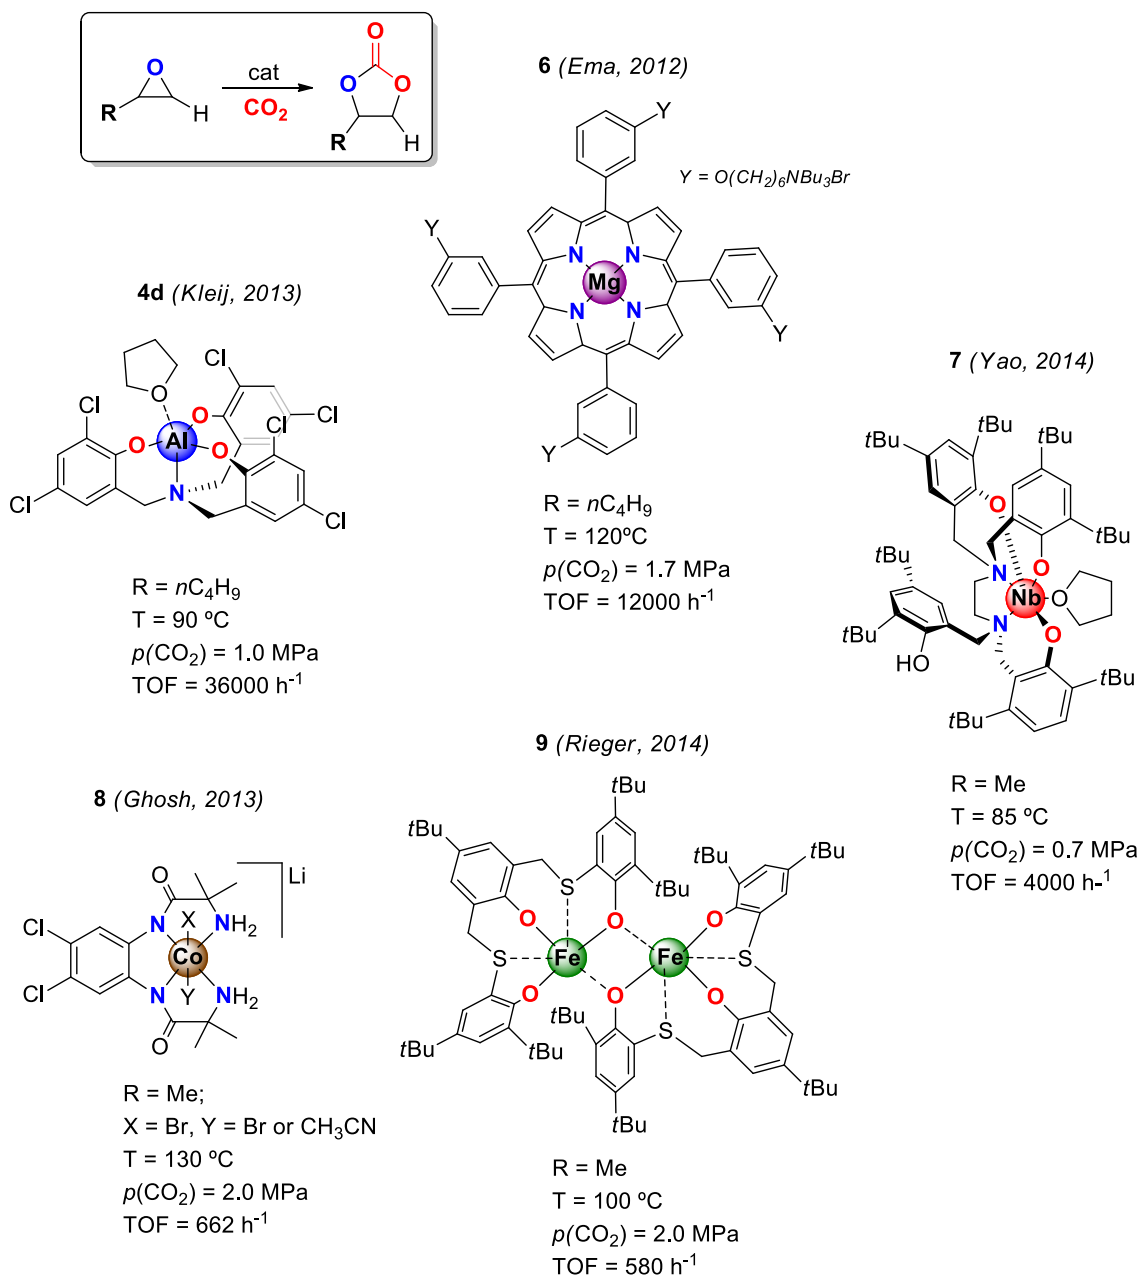 O
O
cat
O
O
R
H
CO2
R
H
6 (Ema, 2012)
Y
Y = O(CH2)6NBu3Br
Y
N
N
Mg
N
N
Y
Y
R = nC4H9
T = 120ºC
p(CO2) = 1.7 MPa
TOF = 12000 h-1
4d (Kleij, 2013)
Cl
Cl
O
O
Cl
Cl
O
Al
O
Cl
N
Cl
R = nC4H9
T = 90 ºC
p(CO2) = 1.0 MPa
TOF = 36000 h-1
7 (Yao, 2014)
tBu
tBu
tBu
O
tBu
tBu
N
O
Nb
O
N
O
tBu
HO
tBu
tBu
R = Me
T = 85 ºC
p(CO2) = 0.7 MPa
TOF = 4000 h-1
8 (Ghosh, 2013)
Li
O
X
Cl
N
NH2
Co
Cl
N
NH2
Y
O
R = Me;
X = Br, Y = Br or CH3CN
T = 130 ºC
p(CO2) = 2.0 MPa
TOF = 662 h-1
9 (Rieger, 2014)
tBu
tBu
tBu
tBu
S
tBu
O
O
O
S
Fe
Fe
S
O
O
O
tBu
S
tBu
tBu
tBu
tBu
R = Me
T = 100 ºC
p(CO2) = 2.0 MPa
TOF = 580 h-1